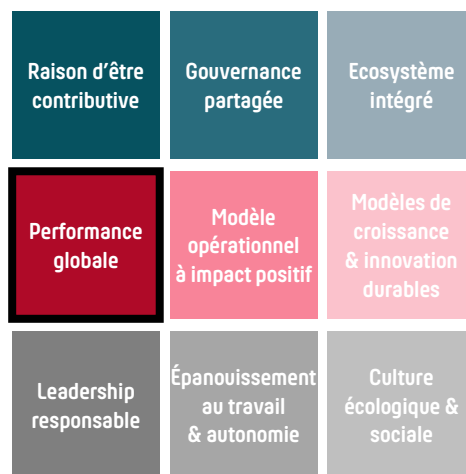 Raison d'être
contributive
Gouvernance
partagée
Ecosystème
intégré
Performance
globale
Modèle
opérationnel
à impact positif
Modèles de
croissance
& innovation
durables
Leadership
responsable
Épanouissement
au travail
& autonomie
Culture
écologique &
sociale